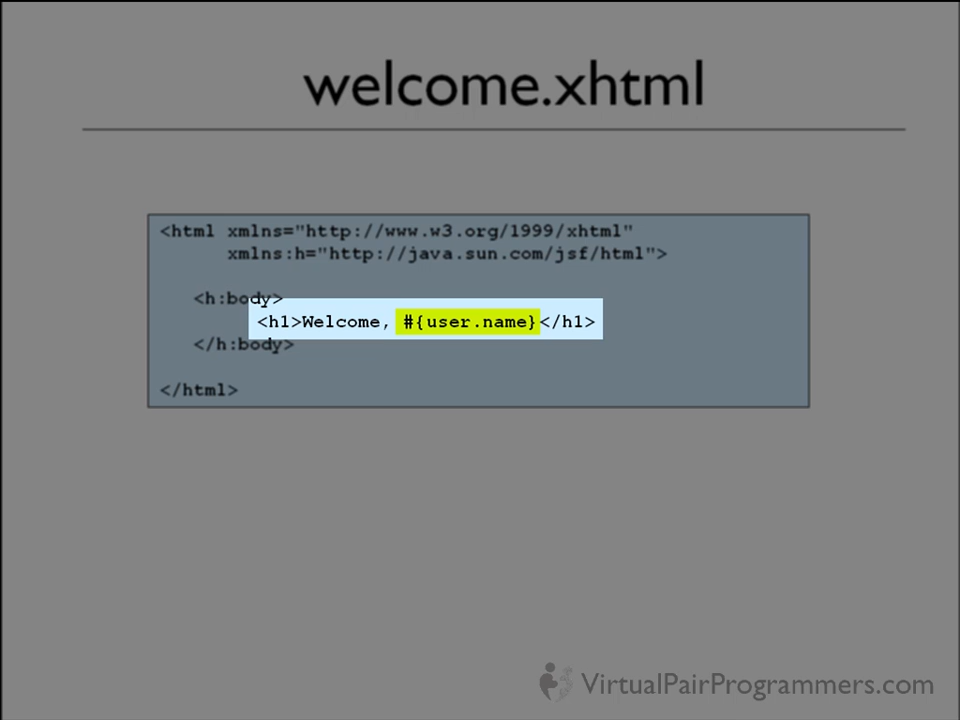 welcome.xhtml
<html xmlns="http://www.w3.org/1999/xhtml"
xmlns:h="http://java.sun.com/jsf/html">
<h:body>
<h1>Welcome, #{user.name}</h1>
</h:body>
</html>
VirtualPairProgrammers.com